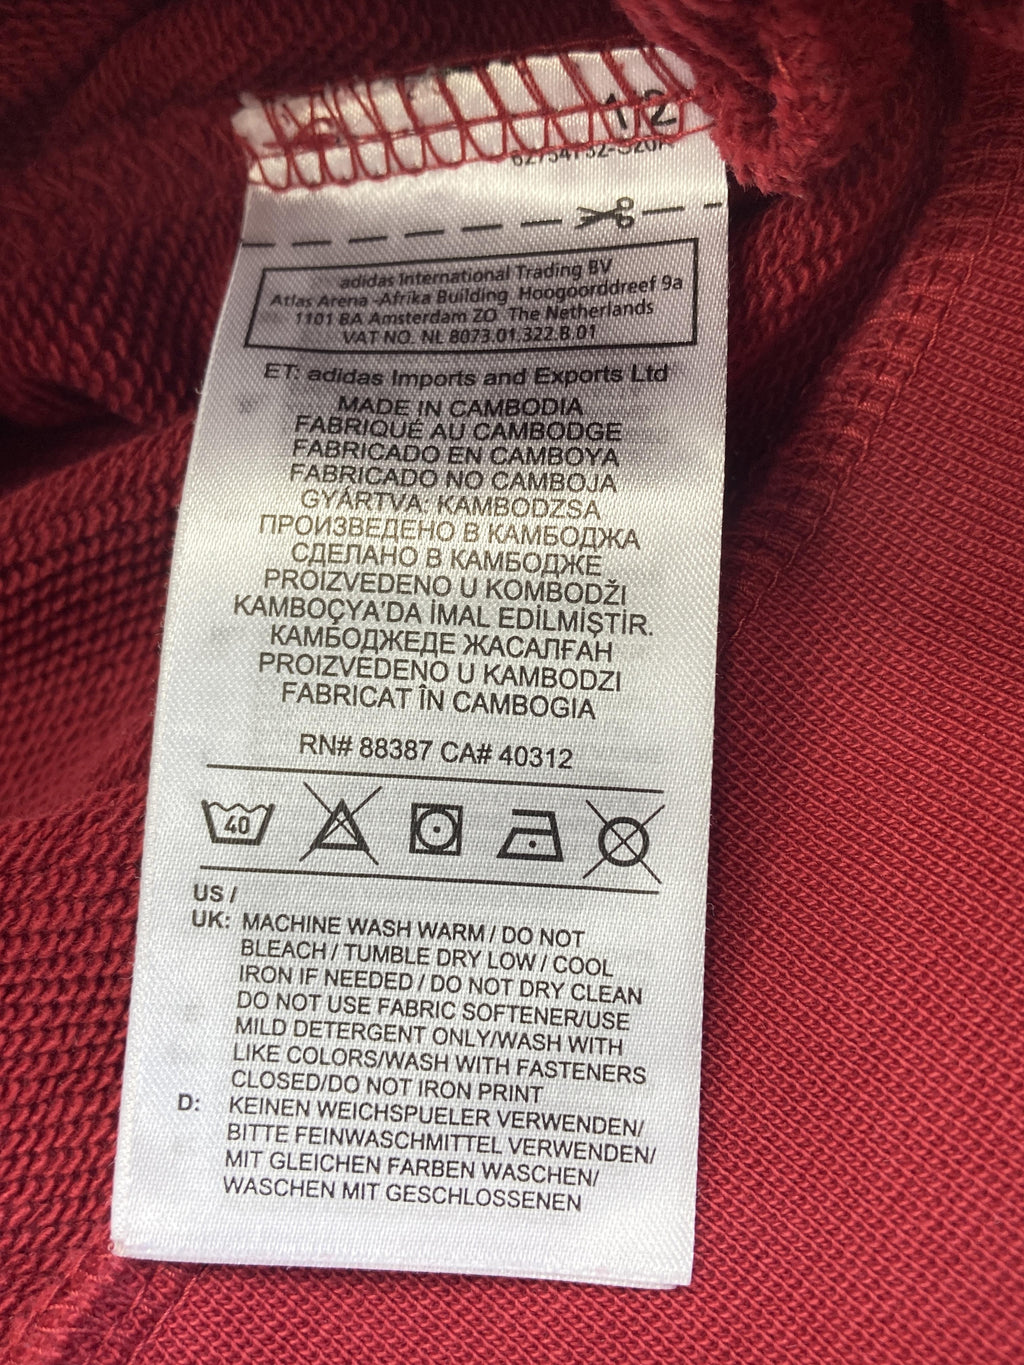 1/2
adidas International Trading BV
Atlas Arena -Afrika Building Hoogoorddreef 9a
1101 BA Amsterdam ZO The Netherlands
VAT NO. NL 8073.01.322.B.01
ET: adidas Imports and Exports Ltd
MADE IN CAMBODIA
FABRIQUÉ AU CAMBODGE
FABRICADO EN CAMBOYA
FABRICADO NO CAMBOJA
GYÁRTVA: KAMBODZSA
ПРОИЗВЕДЕНО В КАМБОДЖА
СДЕЛАНО В КАМБОДЖЕ
PROIZVEDENO U KOMBODŽI
KAMBOÇYA'DA İMAL EDİLMİŞTİR.
КАМБОДЖЕДЕ ЖАСАЛҒАН
PROIZVEDENO U KAMBODZI
FABRICAT ÎN CAMBOGIA
RN# 88387 CA# 40312
40
US /
UK: MACHINE WASH WARM / DO NOT
BLEACH / TUMBLE DRY LOW / COOL
IRON IF NEEDED / DO NOT DRY CLEAN
DO NOT USE FABRIC SOFTENER/USE
MILD DETERGENT ONLY/WASH WITH
LIKE COLORS/WASH WITH FASTENERS
CLOSED/DO NOT IRON PRINT
D: KEINEN WEICHSPUELER VERWENDEN/
BITTE FEINWASCHMITTEL VERWENDEN/
MIT GLEICHEN FARBEN WASCHEN/
WASCHEN MIT GESCHLOSSENEN